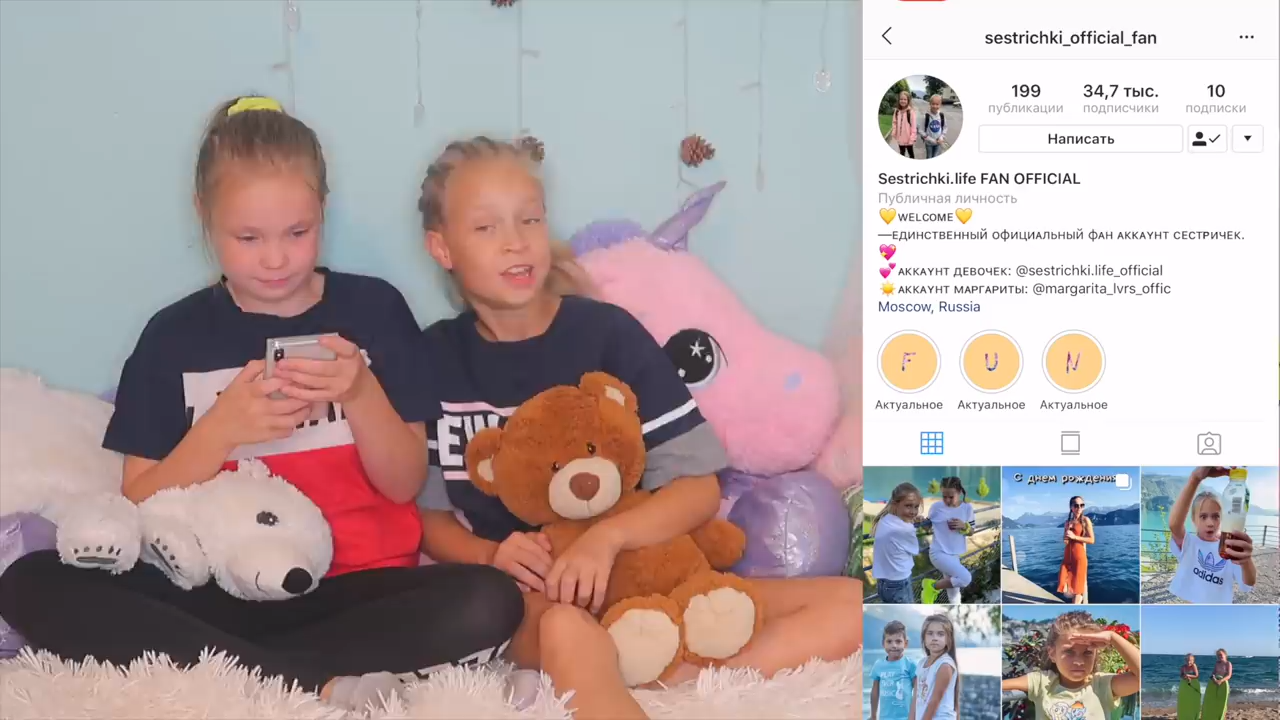 sestrichki_official_fan
199
34,7 тыс.
10
публикации
подписчики
подписки
Написать
Sestrichki.life FAN OFFICIAL
Публичная личность
💛WELCOME💛
—ЕДИНСТВЕННЫЙ ОФИЦИАЛЬНЫЙ ФАН АККАУНТ СЕСТРИЧЕК.
💖
💕АККАУНТ ДЕВОЧЕК: @sestrichki.life_official
☀️АККАУНТ МАРГАРИТЫ: @margarita_lvrs_offic
Moscow, Russia
F
U
N
Актуальное
Актуальное
Актуальное
С днем рождения
adidas